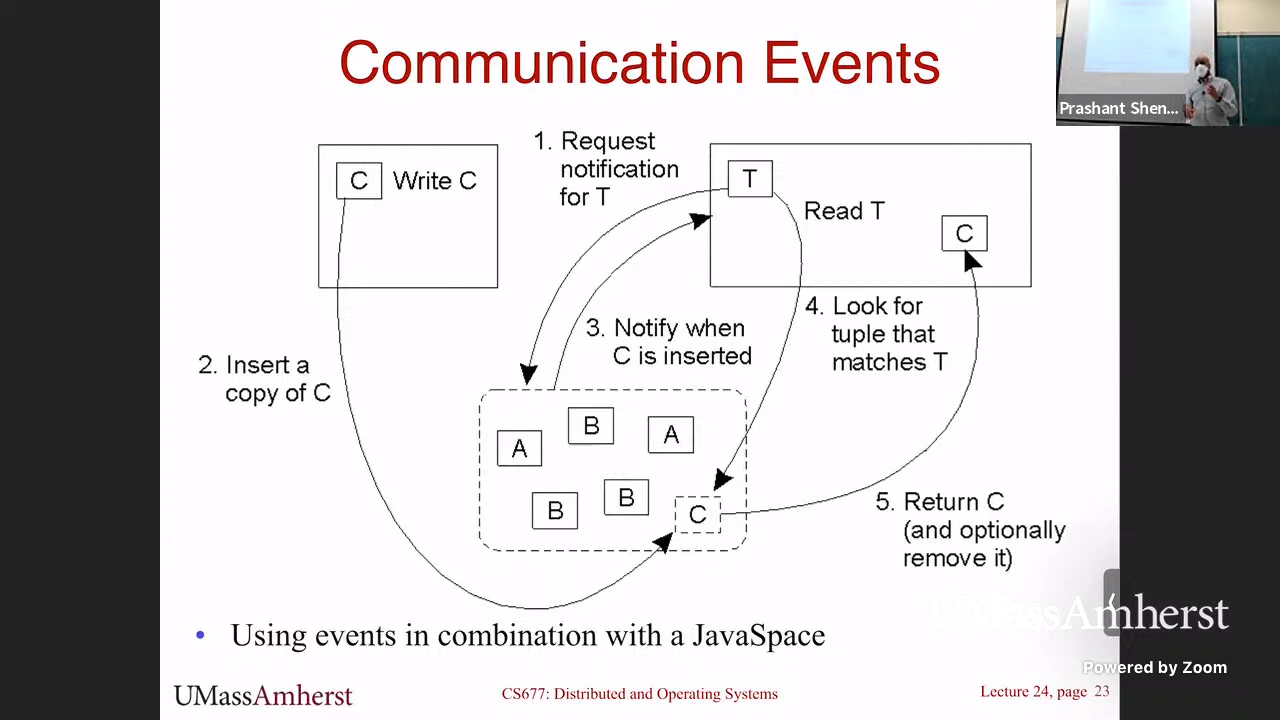 Communication Events
Prashant Shen...
C Write C
1. Request
notification
for T
T
Read T
C
2. Insert a
copy of C
3. Notify when
C is inserted
4. Look for
tuple that
matches T
A
B
A
B
B
C
5. Return C
(and optionally
remove it)
• Using events in combination with a JavaSpace
UMassAmherst
Powered by Zoom
UMassAmherst
CS677: Distributed and Operating Systems
Lecture 24, page 23